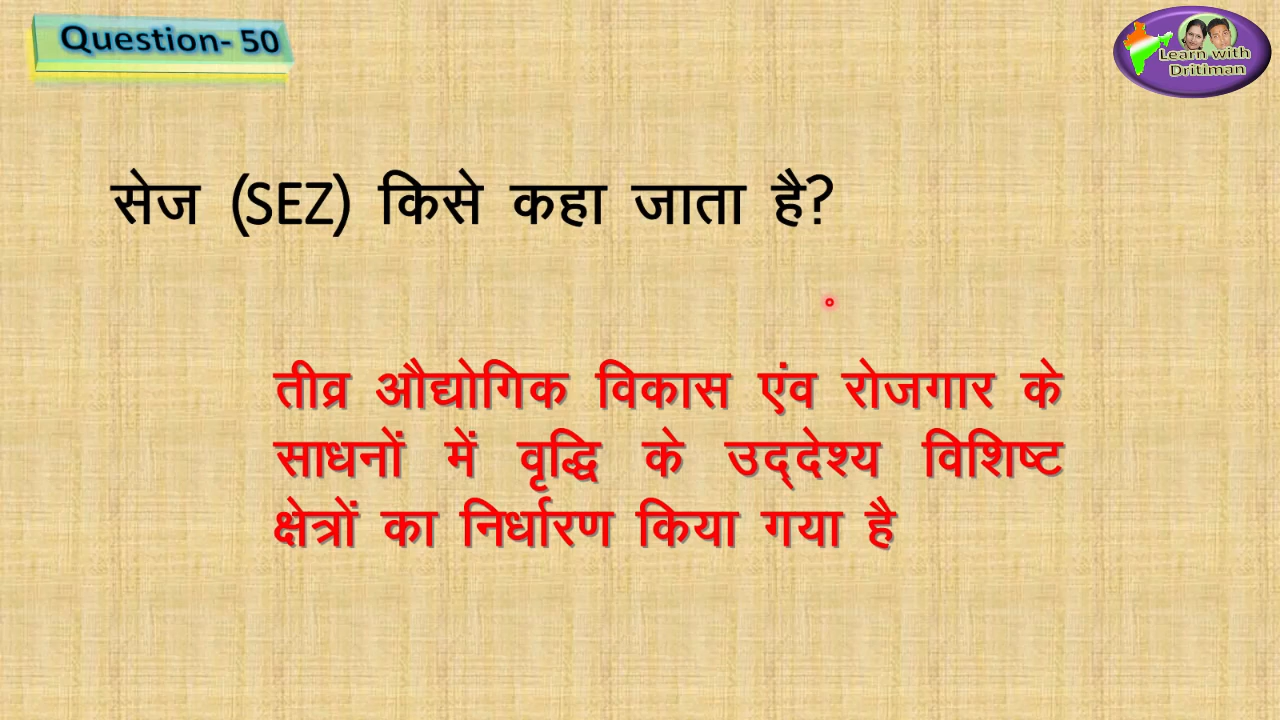 Question- 50
Learn with
Dritiman
सेज (SEZ) किसे कहा जाता है?
तीव्र औद्योगिक विकास एंव रोजगार के
साधनों में वृद्धि के उद्‌देश्य विशिष्ट
क्षेत्रों का निर्धारण किया गया है